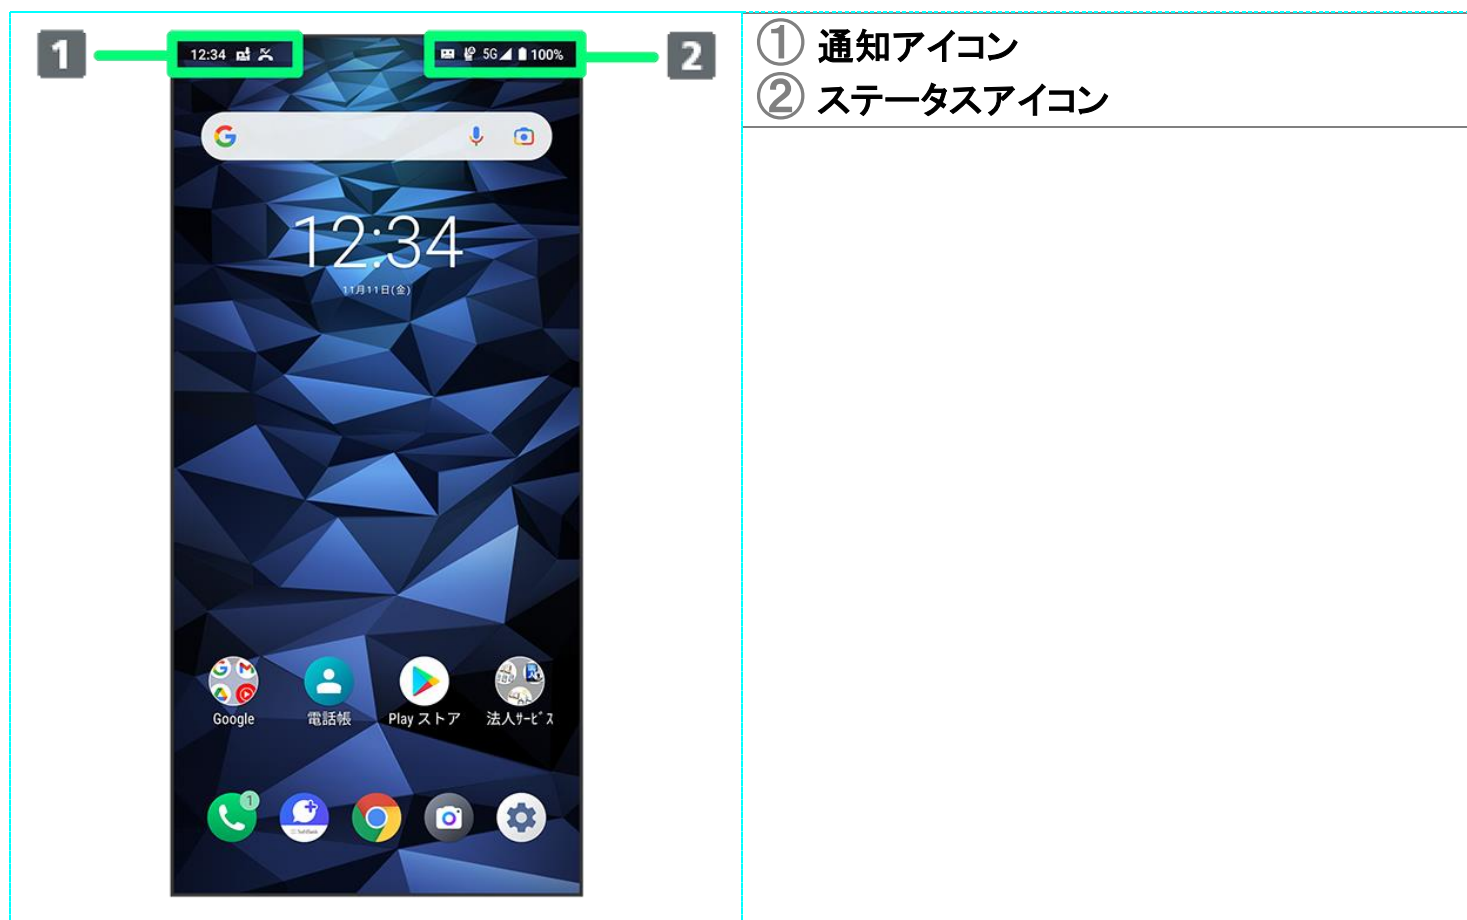 1
12:34
5G
100%
2
12:34
11月11日(金)
Google
電話帳
Play ストア
法人ｻｰﾋﾞｽ
1
① 通知アイコン
② ステータスアイコン